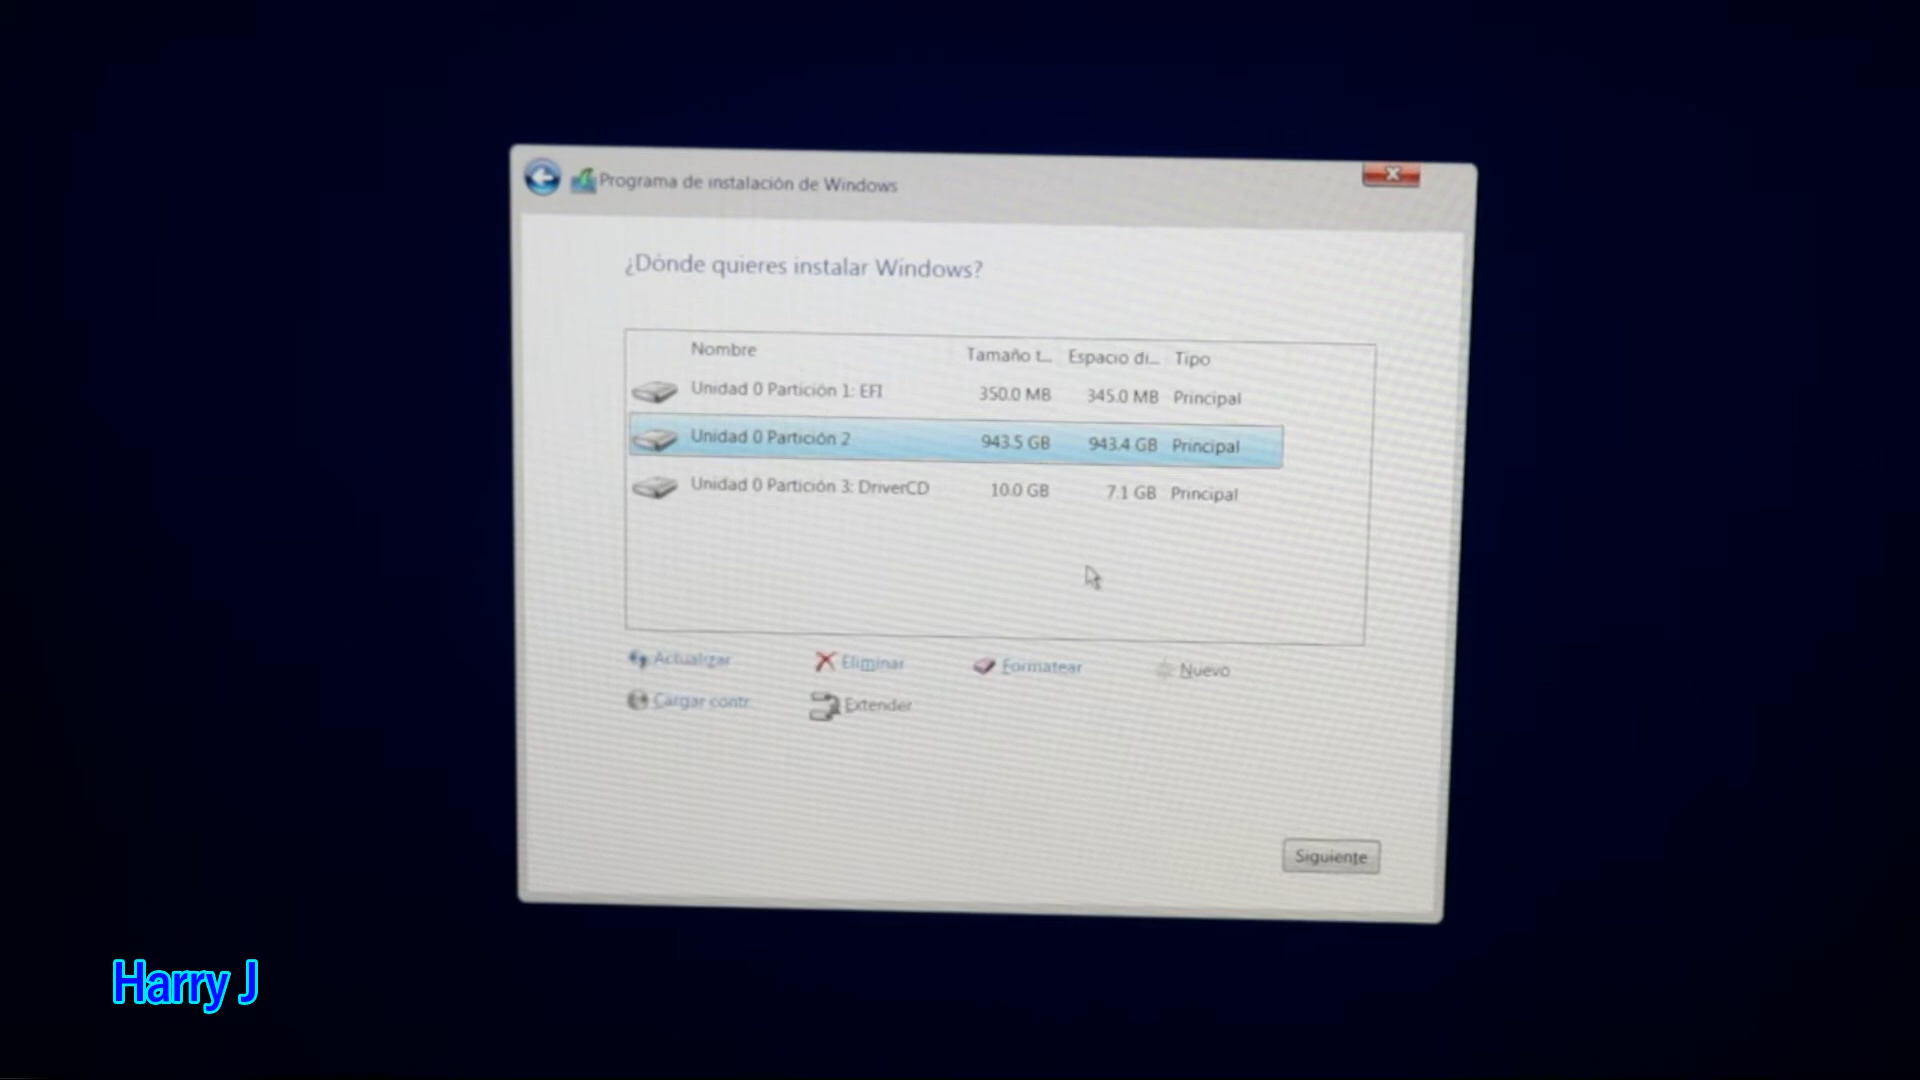 Programa de instalación de Windows
¿Dónde quieres instalar Windows?
Nombre Tamaño t... Espacio di... Tipo
Unidad 0 Partición 1: EFI 350.0 MB 345.0 MB Principal
Unidad 0 Partición 2 943.5 GB 943.4 GB Principal
Unidad 0 Partición 3: DriverCD 10.0 GB 7.1 GB Principal
Actualizar Eliminar Formatear Nuevo
Cargar contr. Extender
Siguiente
Harry J